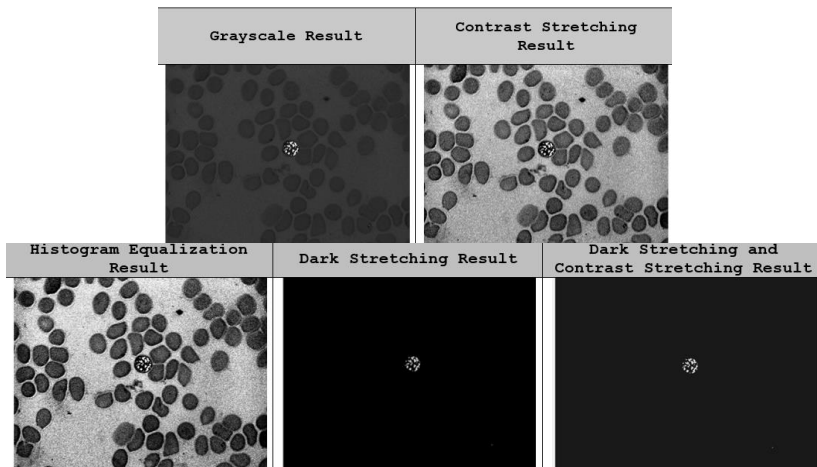 Grayscale Result
Contrast Stretching
Result
Histogram Equalization
Result
Dark Stretching Result
Dark Stretching and
Contrast Stretching Result